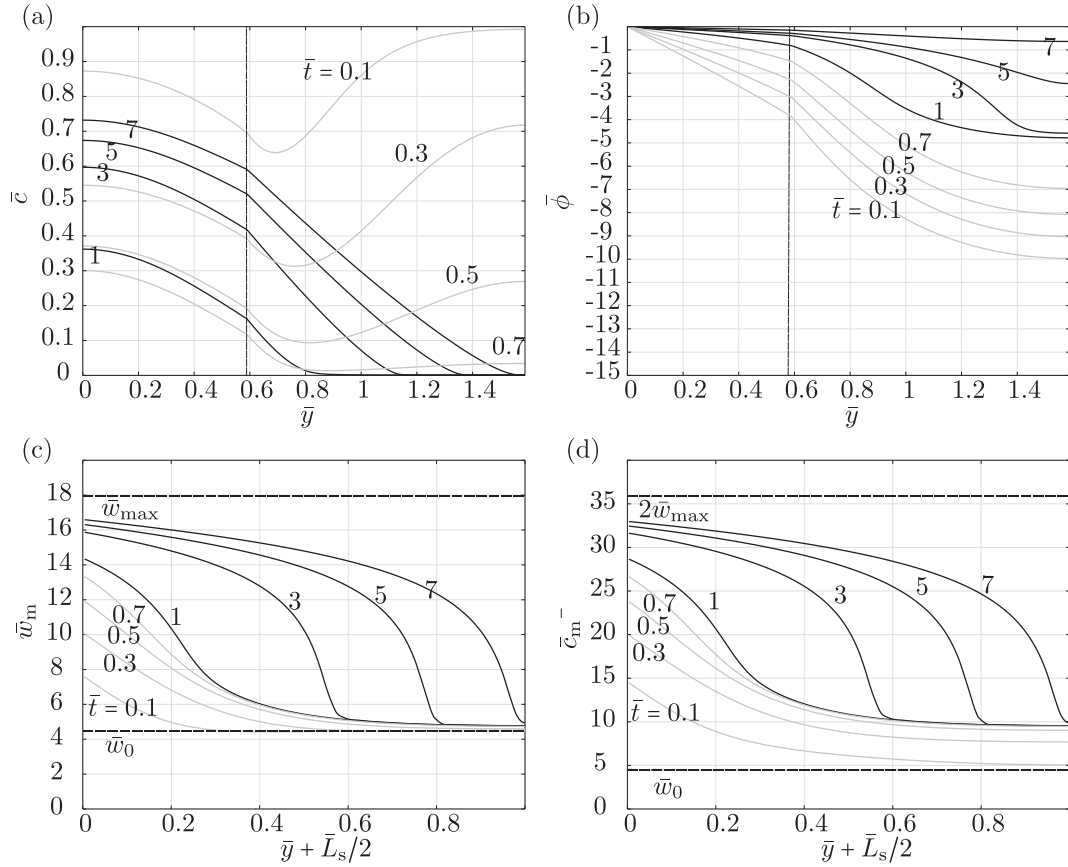 (a)
0.9
0.8
0.7
0.6
0.5
0.4
0.3
0.2
0.1
0
c̄
t̄ = 0.1
0.3
0.5
0.7
7
5
3
1
0 0.2 0.4 0.6 0.8 1 1.2 1.4
ȳ
(b)
-1
-2
-3
-4
-5
-6
-7
-8
-9
-10
-11
-12
-13
-14
-15
ϕ̄
7
5
3
1
0.7
0.5
0.3
t̄ = 0.1
0 0.2 0.4 0.6 0.8 1 1.2 1.4
ȳ
(c)
18
16
14
12
10
8
6
4
2
0
w̄m
w̄max
7
5
3
1
0.7
0.5
0.3
t̄ = 0.1
w̄0
0 0.2 0.4 0.6 0.8
ȳ + L̄s/2
(d)
35
30
25
20
15
10
5
0
c̄m⁻
2w̄max
7
5
3
1
0.7
0.5
0.3
t̄ = 0.1
w̄0
0 0.2 0.4 0.6 0.8
ȳ + L̄s/2